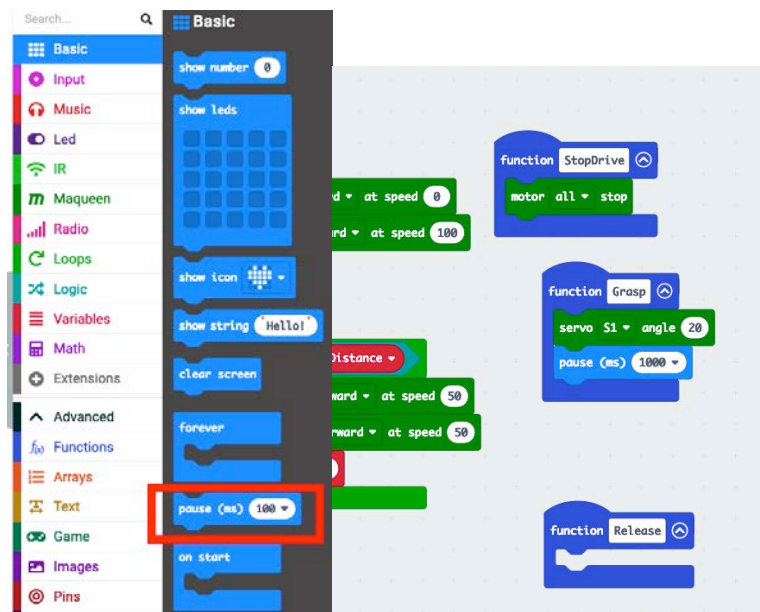 Search...
Basic
Input
Music
Led
IR
Maqueen
Radio
Loops
Logic
Variables
Math
Extensions
Advanced
Functions
Arrays
Text
Game
Images
Pins
Basic
show number 0
show leds
show icon
show string "Hello!"
clear screen
forever
pause (ms) 100
on start
at speed 0
at speed 100
Distance
at speed 50
at speed 50
function StopDrive
motor all stop
function Grasp
servo S1 angle 20
pause (ms) 1000
function Release